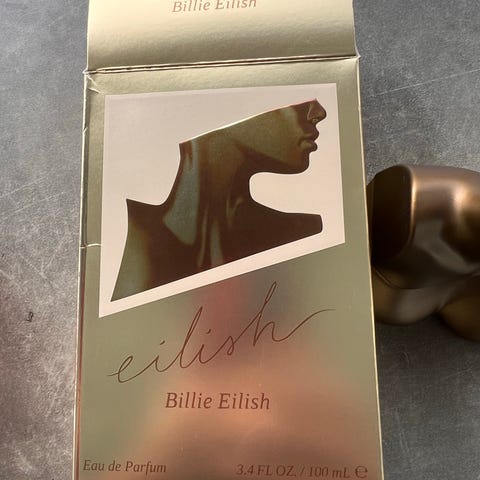 Billie Eilish
eilish
Billie Eilish
Eau de Parfum 3.4 FL OZ. / 100 mL ℮